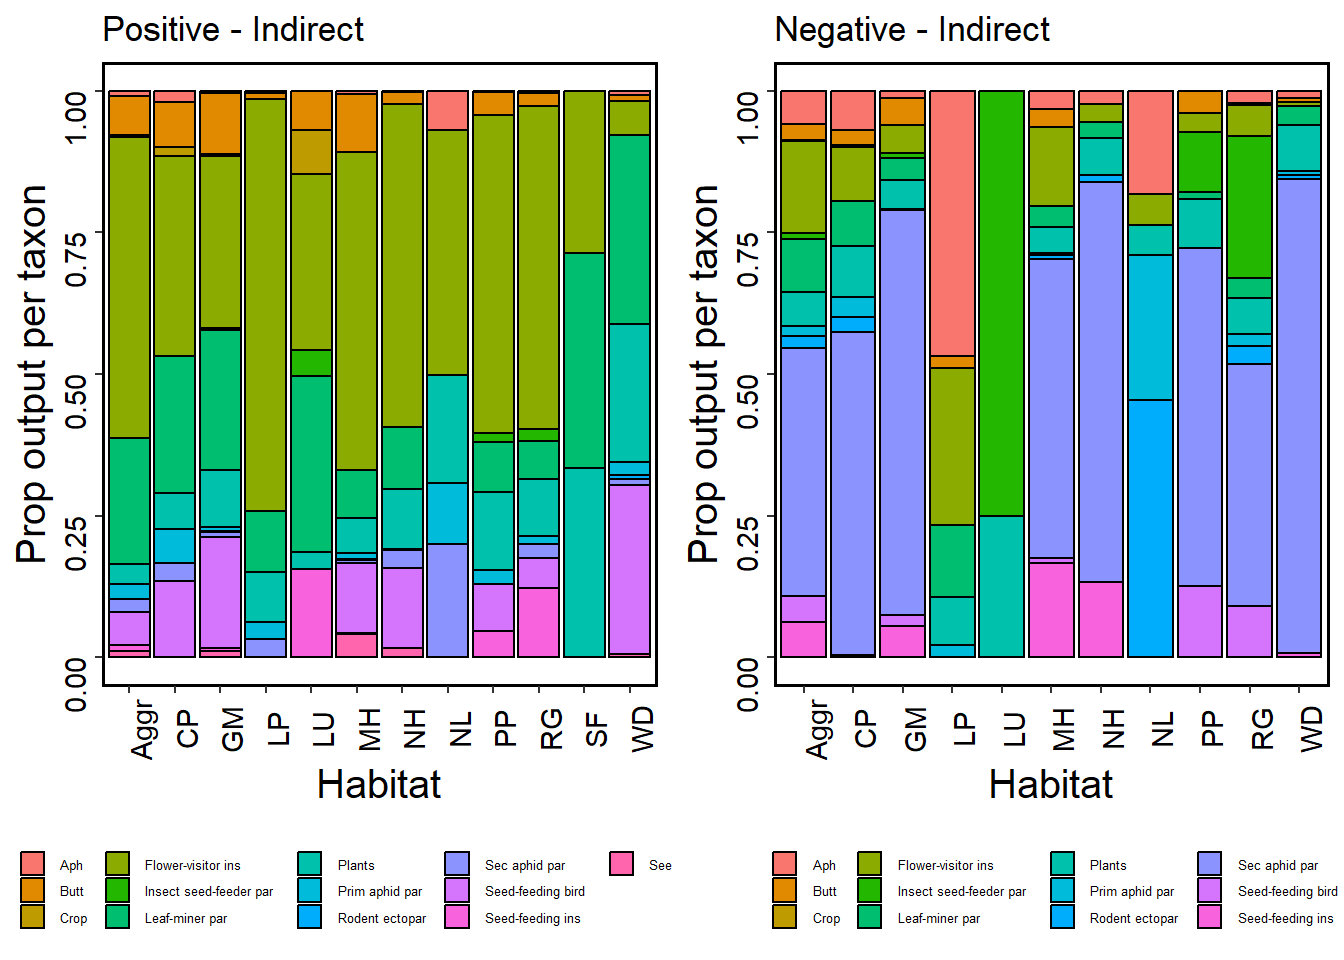 Positive - Indirect
Prop output per taxon
1.00
0.75
0.50
0.25
0.00
Aggr CP GM LP LU MH NH NL PP RG SF WD
Habitat
Aph Flower-visitor ins Plants Sec aphid par See
Butt Insect seed-feeder par Prim aphid par Seed-feeding bird
Crop Leaf-miner par Rodent ectopar Seed-feeding ins
Negative - Indirect
Prop output per taxon
1.00
0.75
0.50
0.25
0.00
Aggr CP GM LP LU MH NH NL PP RG WD
Habitat
Aph Flower-visitor ins Plants Sec aphid par
Butt Insect seed-feeder par Prim aphid par Seed-feeding bird
Crop Leaf-miner par Rodent ectopar Seed-feeding ins